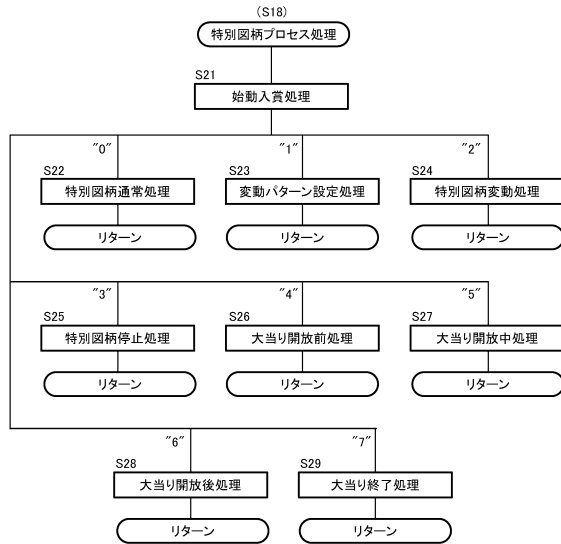 (S18)
特別図柄プロセス処理
S21
始動入賞処理
"0"
"1"
"2"
S22
S23
S24
特別図柄通常処理
変動パターン設定処理
特別図柄変動処理
リターン
リターン
リターン
"3"
"4"
"5"
S25
S26
S27
特別図柄停止処理
大当り開放前処理
大当り開放中処理
リターン
リターン
リターン
"6"
"7"
S28
S29
大当り開放後処理
大当り終了処理
リターン
リターン